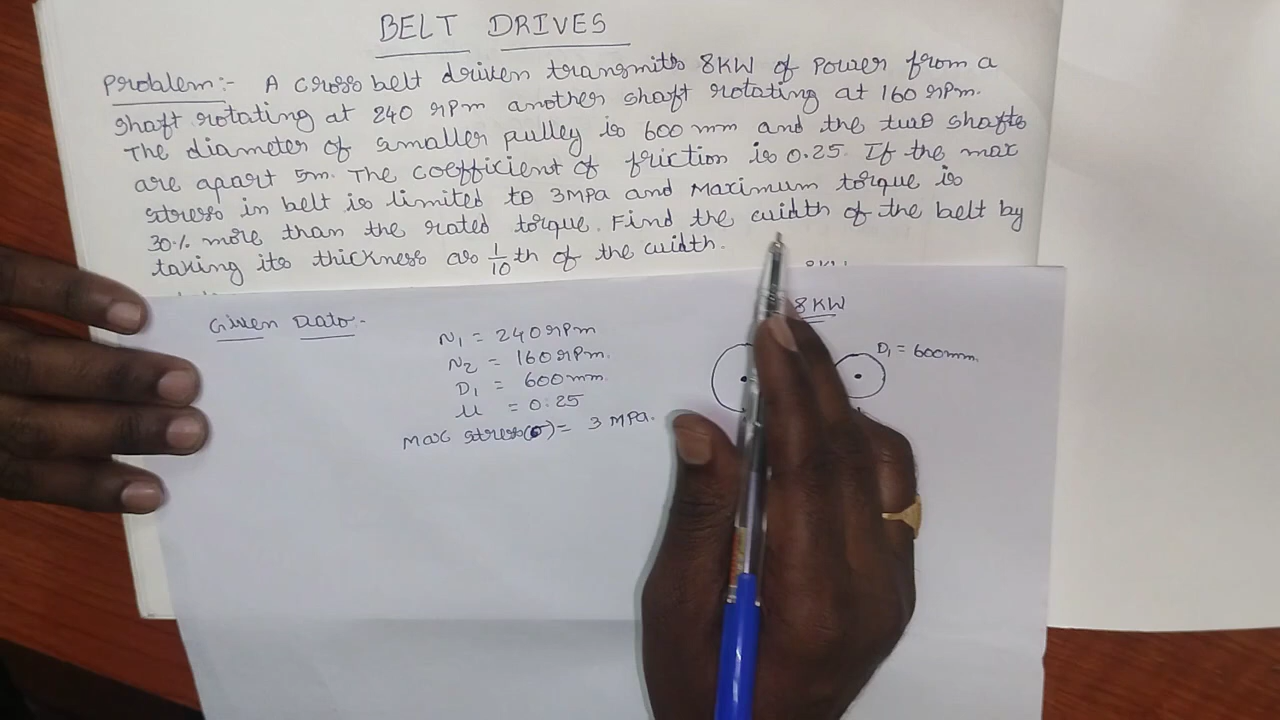 BELT DRIVES
Problem:- A cross belt driven transmits 8KW of Power from a
shaft rotating at 240 rpm another shaft rotating at 160 rpm.
The diameter of smaller pulley is 600 mm and the two shafts
are apart 5m. The coefficient of friction is 0.25. If the max
stress in belt is limited to 3MPa and Maximum torque is
30% more than the rated torque. Find the width of the belt by
taking its thickness as 1/10 th of the width.
Given Data:-
8KW
N1 = 240 rpm
N2 = 160 rpm.
D1 = 600mm.
μ = 0.25
Max stress(σ) = 3 MPa.
D1 = 600mm.